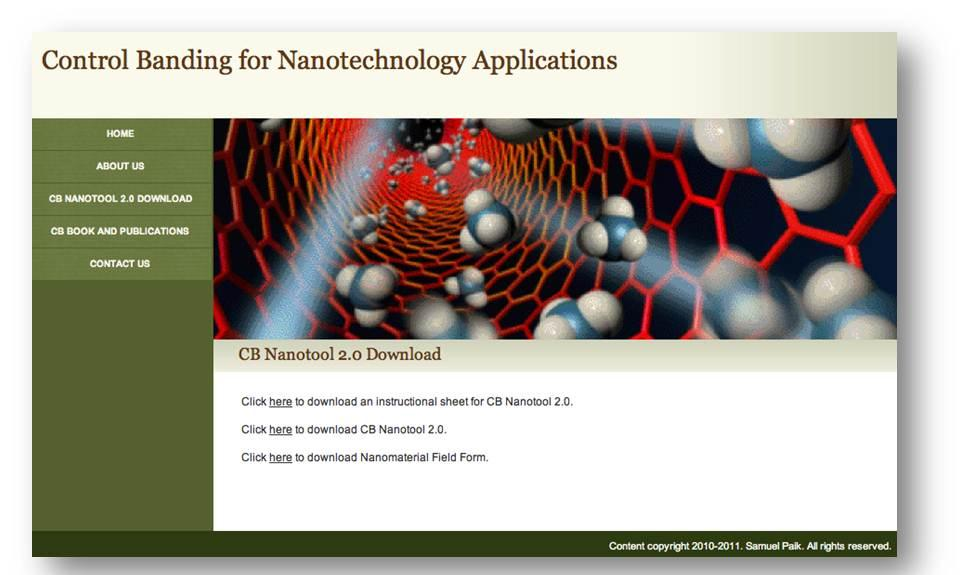 Control Banding for Nanotechnology Applications
HOME
ABOUT US
CB NANOTOOL 2.0 DOWNLOAD
CB BOOK AND PUBLICATIONS
CONTACT US
CB Nanotool 2.0 Download
Click here to download an instructional sheet for CB Nanotool 2.0.
Click here to download CB Nanotool 2.0.
Click here to download Nanomaterial Field Form.
Content copyright 2010-2011. Samuel Paik. All rights reserved.